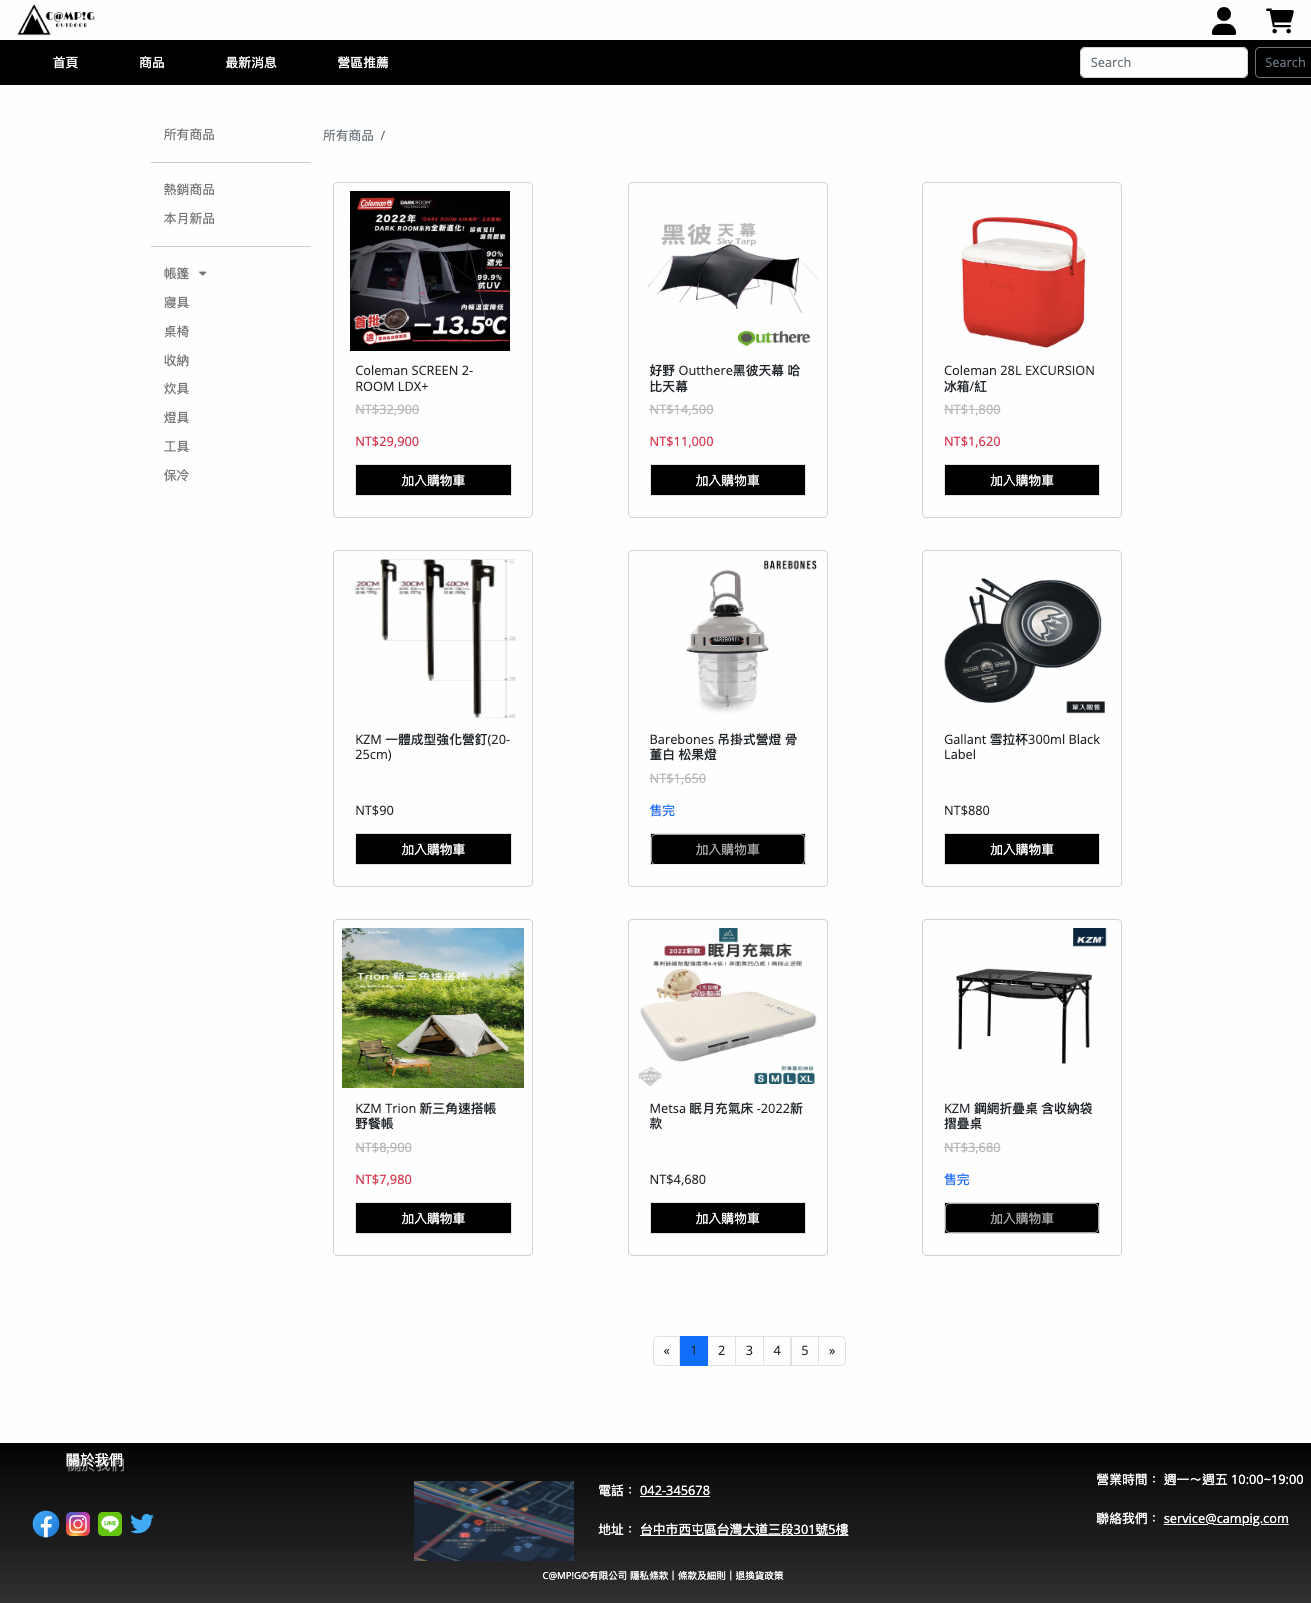 C@MP!G
OUTDOOR
首頁
商品
最新消息
營區推薦
Search
Search
所有商品
熱銷商品
本月新品
帳篷
寢具
桌椅
收納
炊具
燈具
工具
保冷
所有商品 /
Coleman
DARK ROOM
TECHNOLOGY
2022年
DARK ROOM系列全新進化!
90%
遮光
99.9%
抗UV
內帳溫度降低
首批
送
-13.5℃
Coleman SCREEN 2-
ROOM LDX+
NT$32,900
NT$29,900
加入購物車
黑彼 天幕
Sky Tarp
Outthere
好野 Outthere黑彼天幕 哈
比天幕
NT$14,500
NT$11,000
加入購物車
Coleman 28L EXCURSION
冰箱/紅
NT$1,800
NT$1,620
加入購物車
20CM
30CM
40CM
KZM 一體成型強化營釘(20-
25cm)
NT$90
加入購物車
BAREBONES
BAREBONES
Barebones 吊掛式營燈 骨
董白 松果燈
NT$1,650
售完
加入購物車
單入販售
Gallant 雪拉杯300ml Black
Label
NT$880
加入購物車
Trion 新三角速搭帳
KZM Trion 新三角速搭帳
野餐帳
NT$8,900
NT$7,980
加入購物車
2022新款 眠月充氣床
S M L XL
Metsa 眠月充氣床 -2022新
款
NT$4,680
加入購物車
KZM
KZM 鋼網折疊桌 含收納袋
摺疊桌
NT$3,680
售完
加入購物車
« 1 2 3 4 5 »
關於我們
LINE
電話： 042-345678
地址： 台中市西屯區台灣大道三段301號5樓
營業時間： 週一～週五 10:00~19:00
聯絡我們： service@campig.com
C@MP!G©有限公司 隱私條款 | 條款及細則 | 退換貨政策